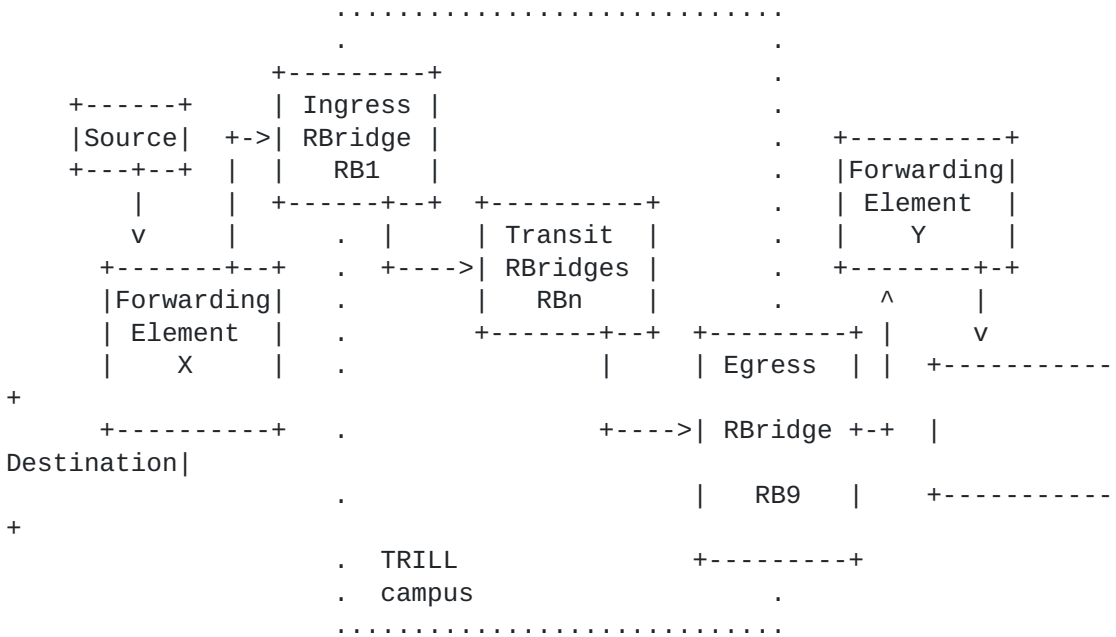 .............................
.                            .
+---------+                      .
+------+     | Ingress |                      .
|Source|  +->| RBridge |                      .   +----------+
+---+--+  |  |   RB1   |                      .   |Forwarding|
|      |  +------+--+  +----------+       .   | Element  |
v      |      .  |     | Transit  |       .   |    Y     |
+-------+--+   .  +---->| RBridges |       .   +--------+-+
|Forwarding|   .        |   RBn    |       .      ^     |
| Element  |   .        +-------+--+  +---------+ |     v
|    X     |   .                |     | Egress  | |  +-----------
+
+----------+   .                +---->| RBridge +-+  |
Destination|
.                      |   RB9   |    +-----------
+
.  TRILL               +---------+
.  campus                   .
.............................